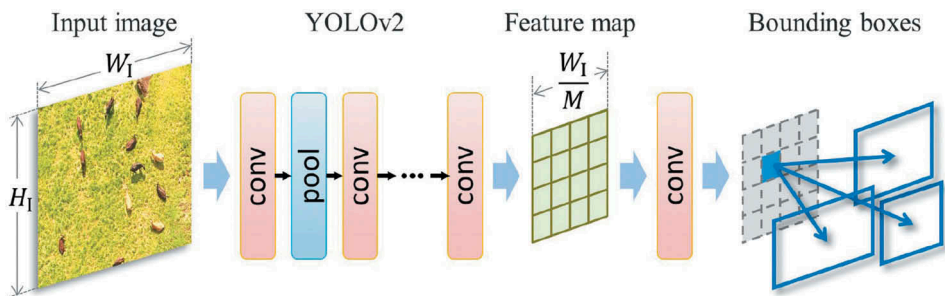 Input image
YOLOv2
Feature map
Bounding boxes
W_I
H_I
conv
pool
conv
...
conv
W_I
M
conv